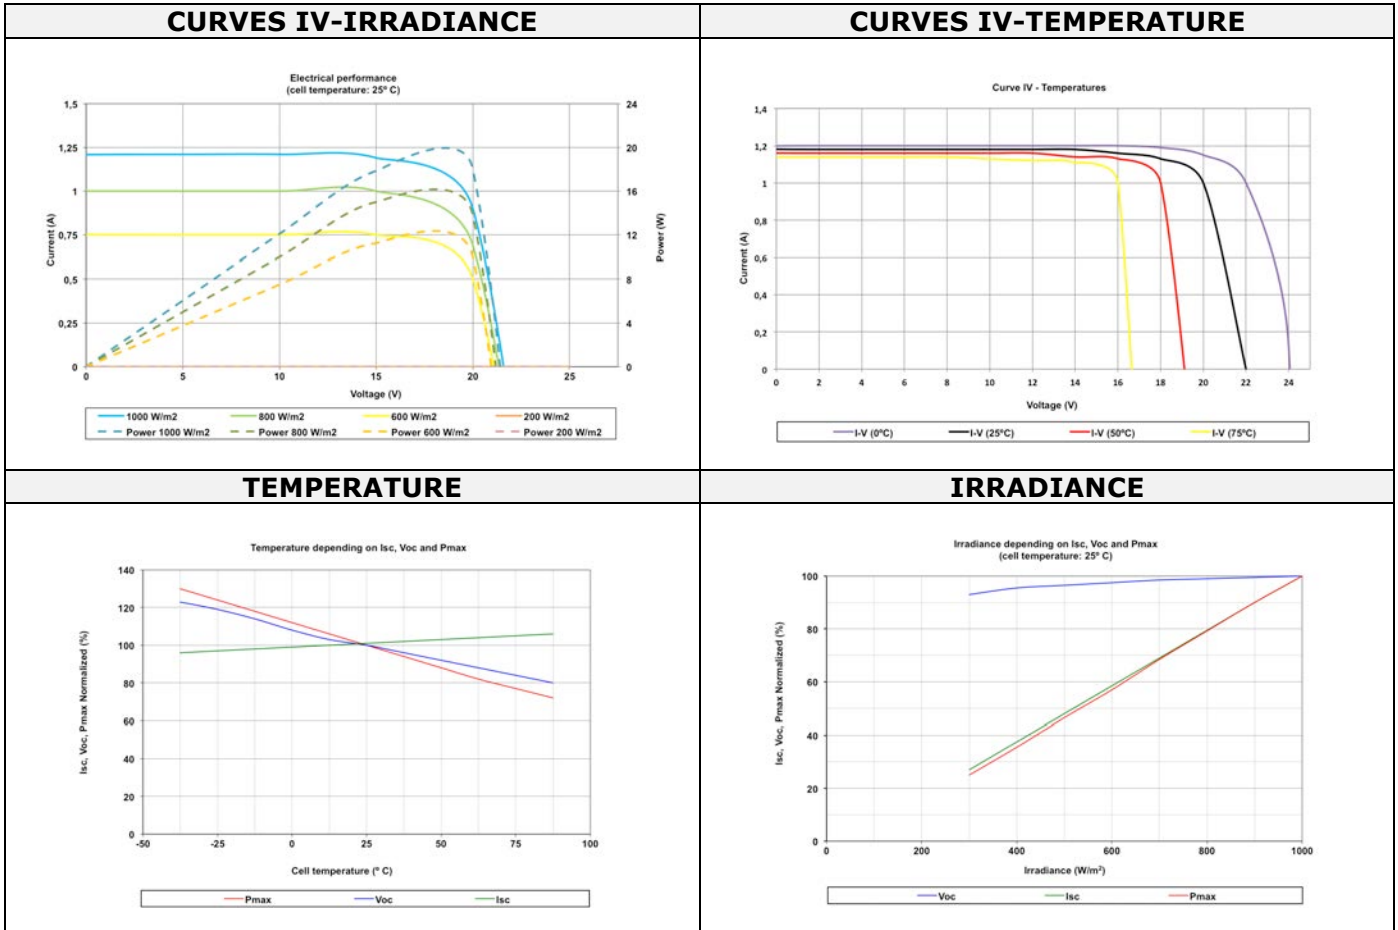 CURVES IV-IRRADIANCE
Electrical performance
(cell temperature: 25º C)
1,5
1,25
1
0,75
0,5
0,25
0
Current (A)
24
20
16
12
8
4
0
Power (W)
0 5 10 15 20 25
Voltage (V)
1000 W/m2 800 W/m2 600 W/m2 200 W/m2
Power 1000 W/m2 Power 800 W/m2 Power 600 W/m2 Power 200 W/m2
CURVES IV-TEMPERATURE
Curve IV - Temperatures
1,4
1,2
1
0,8
0,6
0,4
0,2
0
Current (A)
0 2 4 6 8 10 12 14 16 18 20 22 24
Voltage (V)
I-V (0ºC) I-V (25ºC) I-V (50ºC) I-V (75ºC)
TEMPERATURE
Temperature depending on Isc, Voc and Pmax
140
120
100
80
60
40
20
0
Isc, Voc, Pmax Normalized (%)
-50 -25 0 25 50 75 100
Cell temperature (º C)
Pmax Voc Isc
IRRADIANCE
Irradiance depending on Isc, Voc and Pmax
(cell temperature: 25º C)
100
80
60
40
20
0
Isc, Voc, Pmax Normalized (%)
0 200 400 600 800 1000
Irradiance (W/m²)
Voc Isc Pmax